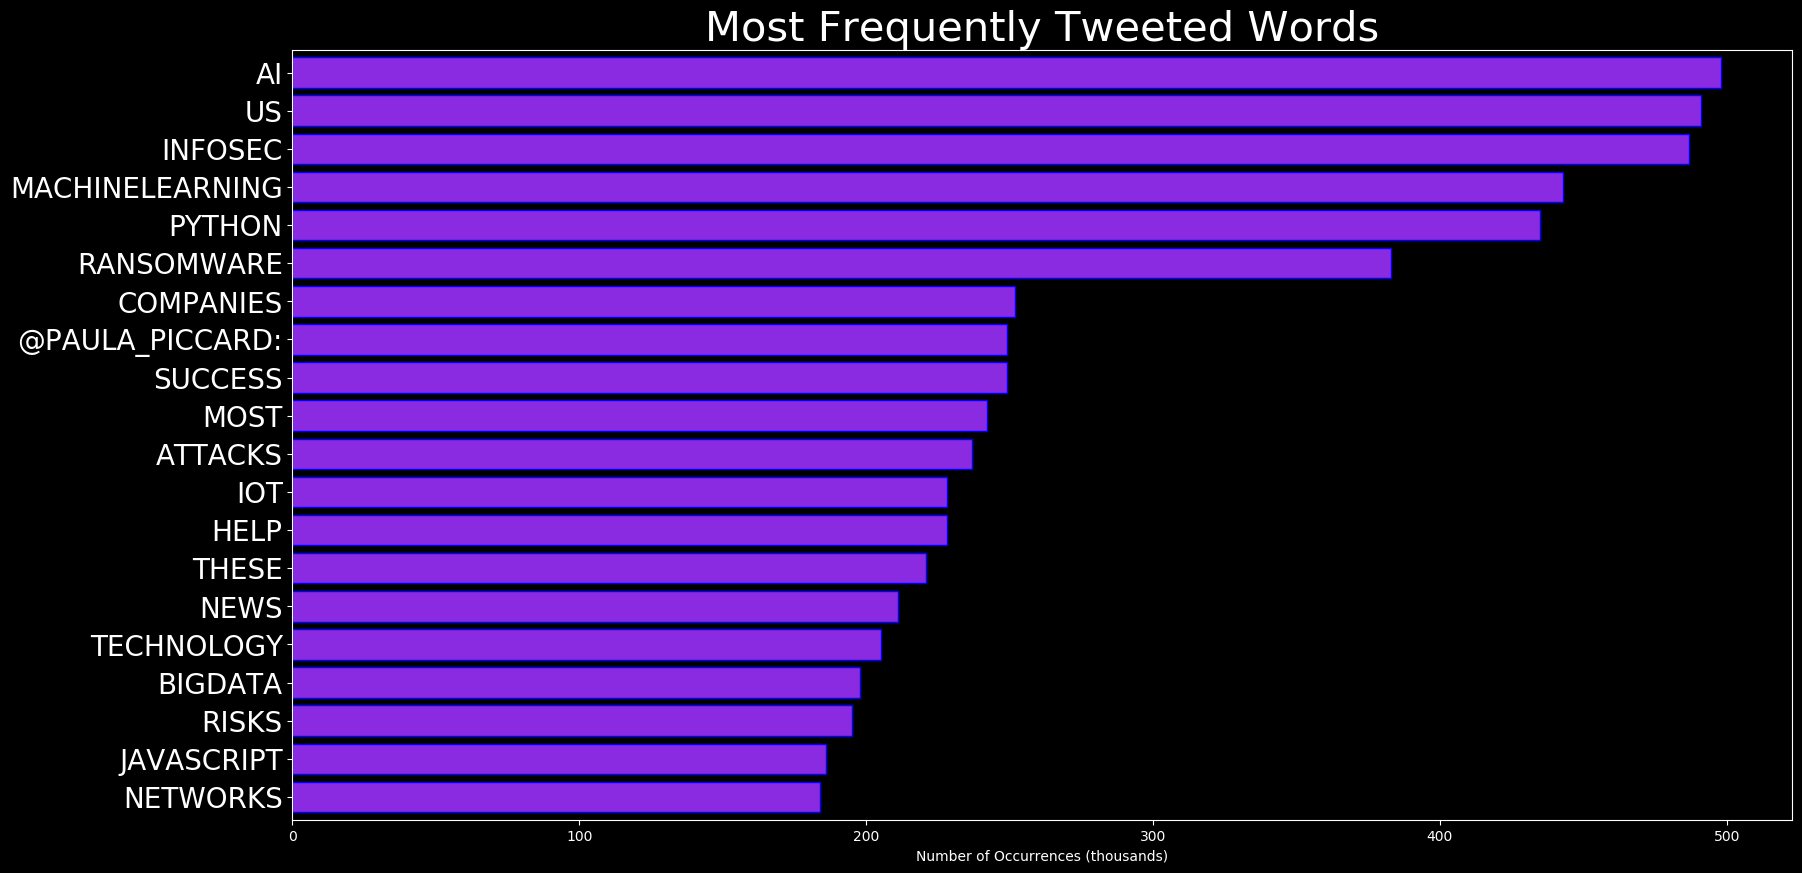 Most Frequently Tweeted Words
AI
US
INFOSEC
MACHINELEARNING
PYTHON
RANSOMWARE
COMPANIES
@PAULA_PICCARD:
SUCCESS
MOST
ATTACKS
IOT
HELP
THESE
NEWS
TECHNOLOGY
BIGDATA
RISKS
JAVASCRIPT
NETWORKS
0 100 200 300 400 500
Number of Occurrences (thousands)